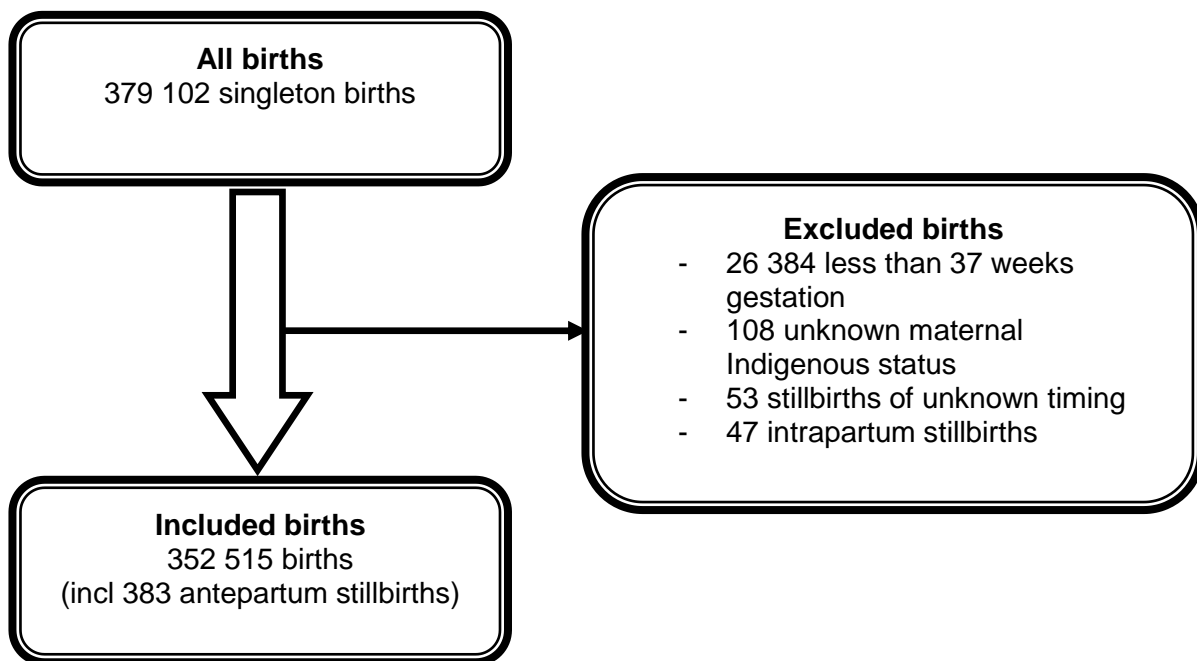 All births
379 102 singleton births
Excluded births
- 26 384 less than 37 weeks
gestation
- 108 unknown maternal
Indigenous status
- 53 stillbirths of unknown timing
- 47 intrapartum stillbirths
Included births
352 515 births
(incl 383 antepartum stillbirths)